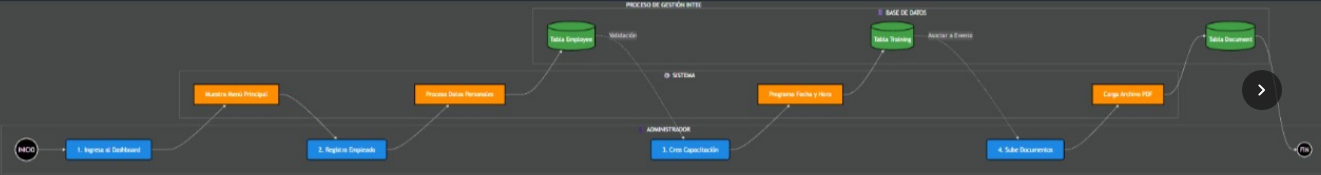 PROCESO DE GESTIÓN INTEC
BASE DE DATOS
Tabla Employee
Validación
Tabla Training
Asociar a Evento
Tabla Document
SISTEMA
Muestra Menú Principal
Procesa Datos Personales
Programa Fecha y Hora
Carga Archivo PDF
ADMINISTRADOR
INICIO
1. Ingresa al Dashboard
2. Registra Empleado
3. Crea Capacitación
4. Sube Documentos
FIN